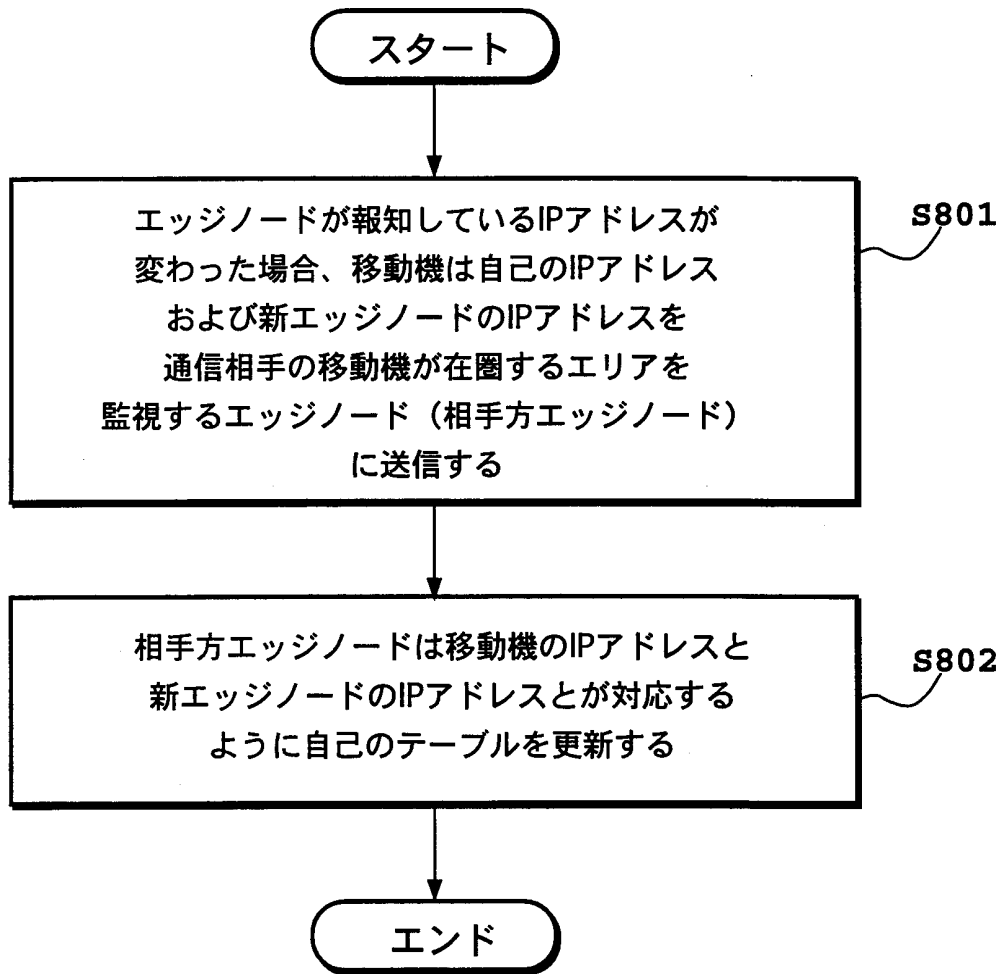 スタート
エッジノードが報知しているIPアドレスが
変わった場合、移動機は自己のIPアドレス
および新エッジノードのIPアドレスを
通信相手の移動機が在圏するエリアを
監視するエッジノード（相手方エッジノード）
に送信する
S801
相手方エッジノードは移動機のIPアドレスと
新エッジノードのIPアドレスとが対応する
ように自己のテーブルを更新する
S802
エンド